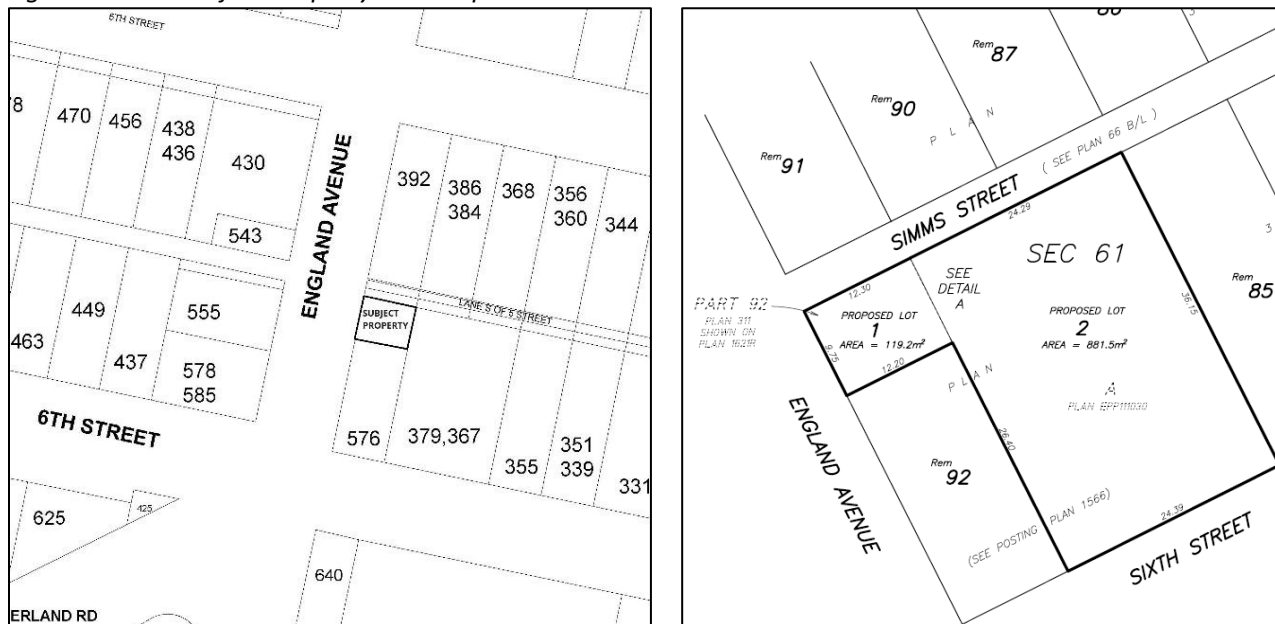 6TH STREET
470
456
438
436
430
392
386
384
368
356
360
344
ENGLAND AVENUE
543
449
555
463
437
578
585
SUBJECT
PROPERTY
LANE S OF 5 STREET
6TH STREET
576
379,367
355
351
339
331
625
425
640
ERLAND RD
Rem 87
Rem 90
Rem 91
PLAN
(SEE PLAN 66 B/L)
SIMMS STREET
24.29
SEC 61
SEE
DETAIL
A
Rem 85
12.30
PART 92
PLAN 311
SHOWN ON
PLAN 1621R
PROPOSED LOT
1
AREA = 119.2m²
PROPOSED LOT
2
AREA = 881.5m²
36.15
9.75
12.20
PLAN
A
PLAN EPP111030
ENGLAND AVENUE
Rem 92
26.40
(SEE POSTING PLAN 1566)
24.39
SIXTH STREET